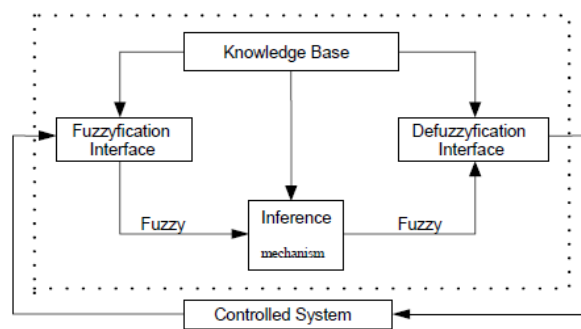 Knowledge Base
Fuzzyfication
Interface
Defuzzyfication
Interface
Inference
mechanism
Fuzzy
Fuzzy
Controlled System